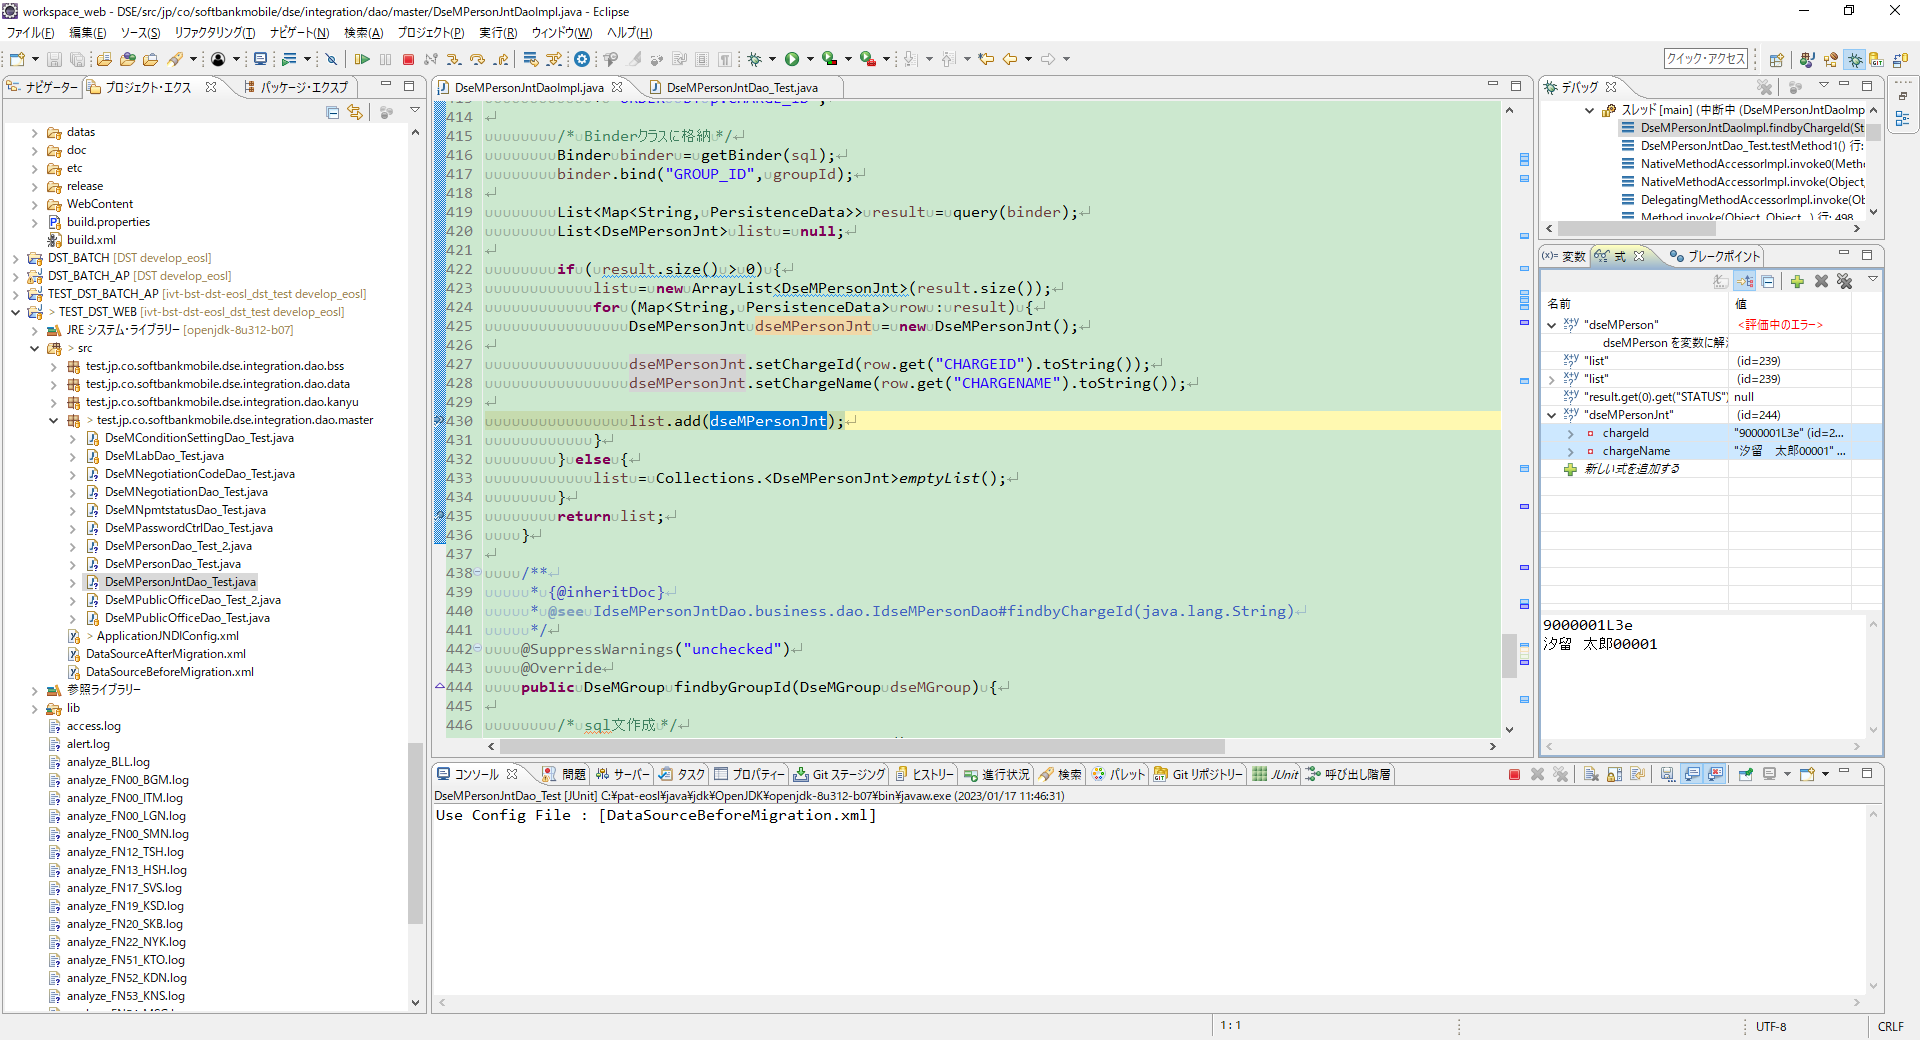 workspace_web - DSE/src/jp/co/softbankmobile/dse/integration/dao/master/DseMPersonJntDaoImpl.java - Eclipse
ファイル(F) 編集(E) ソース(S) リファクタリング(T) ナビゲート(N) 検索(A) プロジェクト(P) 実行(R) ウィンドウ(W) ヘルプ(H)
クイック・アクセス
ナビゲーター プロジェクト・エクス パッケージ・エクスプ
datas
doc
etc
release
WebContent
build.properties
build.xml
DST_BATCH [DST develop_eosl]
DST_BATCH_AP [DST develop_eosl]
TEST_DST_BATCH_AP [ivt-bst-dst-eosl_dst_test develop_eosl]
> TEST_DST_WEB [ivt-bst-dst-eosl_dst_test develop_eosl]
JRE システム・ライブラリー [openjdk-8u312-b07]
> src
test.jp.co.softbankmobile.dse.integration.dao.bss
test.jp.co.softbankmobile.dse.integration.dao.data
test.jp.co.softbankmobile.dse.integration.dao.kanyu
> test.jp.co.softbankmobile.dse.integration.dao.master
DseMConditionSettingDao_Test.java
DseMLabDao_Test.java
DseMNegotiationCodeDao_Test.java
DseMNegotiationDao_Test.java
DseMNpmtstatusDao_Test.java
DseMPasswordCtrlDao_Test.java
DseMPersonDao_Test_2.java
DseMPersonDao_Test.java
DseMPersonJntDao_Test.java
DseMPublicOfficeDao_Test_2.java
DseMPublicOfficeDao_Test.java
> ApplicationJNDIConfig.xml
DataSourceAfterMigration.xml
DataSourceBeforeMigration.xml
参照ライブラリー
lib
access.log
alert.log
analyze_BLL.log
analyze_FN00_BGM.log
analyze_FN00_ITM.log
analyze_FN00_LGN.log
analyze_FN00_SMN.log
analyze_FN12_TSH.log
analyze_FN13_HSH.log
analyze_FN17_SVS.log
analyze_FN19_KSD.log
analyze_FN20_SKB.log
analyze_FN22_NYK.log
analyze_FN51_KTO.log
analyze_FN52_KDN.log
analyze_FN53_KNS.log
DseMPersonJntDaoImpl.java DseMPersonJntDao_Test.java
414
415 /* Binderクラスに格納 */
416 Binder binder = getBinder(sql);
417 binder.bind("GROUP_ID", groupId);
418
419 List<Map<String, PersistenceData>> result = query(binder);
420 List<DseMPersonJnt> list = null;
421
422 if ( result.size() > 0) {
423 list = new ArrayList<DseMPersonJnt>(result.size());
424 for (Map<String, PersistenceData> row : result) {
425 DseMPersonJnt dseMPersonJnt = new DseMPersonJnt();
426
427 dseMPersonJnt.setChargeId(row.get("CHARGEID").toString());
428 dseMPersonJnt.setChargeName(row.get("CHARGENAME").toString());
429
430 list.add(dseMPersonJnt);
431 }
432 } else {
433 list = Collections.<DseMPersonJnt>emptyList();
434 }
435 return list;
436 }
437
438 /**
439 * {@inheritDoc}
440 * @see IdseMPersonJntDao.business.dao.IdseMPersonDao#findbyChargeId(java.lang.String)
441 */
442 @SuppressWarnings("unchecked")
443 @Override
444 public DseMGroup findbyGroupId(DseMGroup dseMGroup) {
445
446 /* sql文作成 */
デバッグ
スレッド [main] (中断中 (DseMPersonJntDaoImp
DseMPersonJntDaoImpl.findbyChargeId(St
DseMPersonJntDao_Test.testMethod1() 行:
NativeMethodAccessorImpl.invoke0(Metho
NativeMethodAccessorImpl.invoke(Object,
DelegatingMethodAccessorImpl.invoke(Ob
Method.invoke(Object, Object...) 行: 498
(x)= 変数 式 ブレークポイント
名前 値
"dseMPerson" <評価中のエラー>
dseMPerson を変数に解
"list" (id=239)
"list" (id=239)
"result.get(0).get("STATUS") null
"dseMPersonJnt" (id=244)
chargeId "9000001L3e" (id=2...
chargeName "汐留　太郎00001" ...
新しい式を追加する
9000001L3e
汐留　太郎00001
コンソール 問題 サーバー タスク プロパティー Git ステージング ヒストリー 進行状況 検索 パレット Git リポジトリー JUnit 呼び出し階層
DseMPersonJntDao_Test [JUnit] C:¥pat-eosl¥java¥jdk¥OpenJDK¥openjdk-8u312-b07¥bin¥javaw.exe (2023/01/17 11:46:31)
Use Config File : [DataSourceBeforeMigration.xml]
1 : 1 UTF-8 CRLF